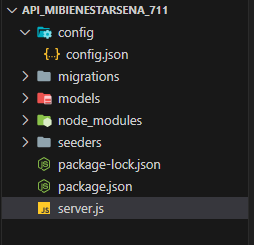 API_MIBIENESTARSENA_711
config
config.json
migrations
models
node_modules
seeders
package-lock.json
package.json
server.js